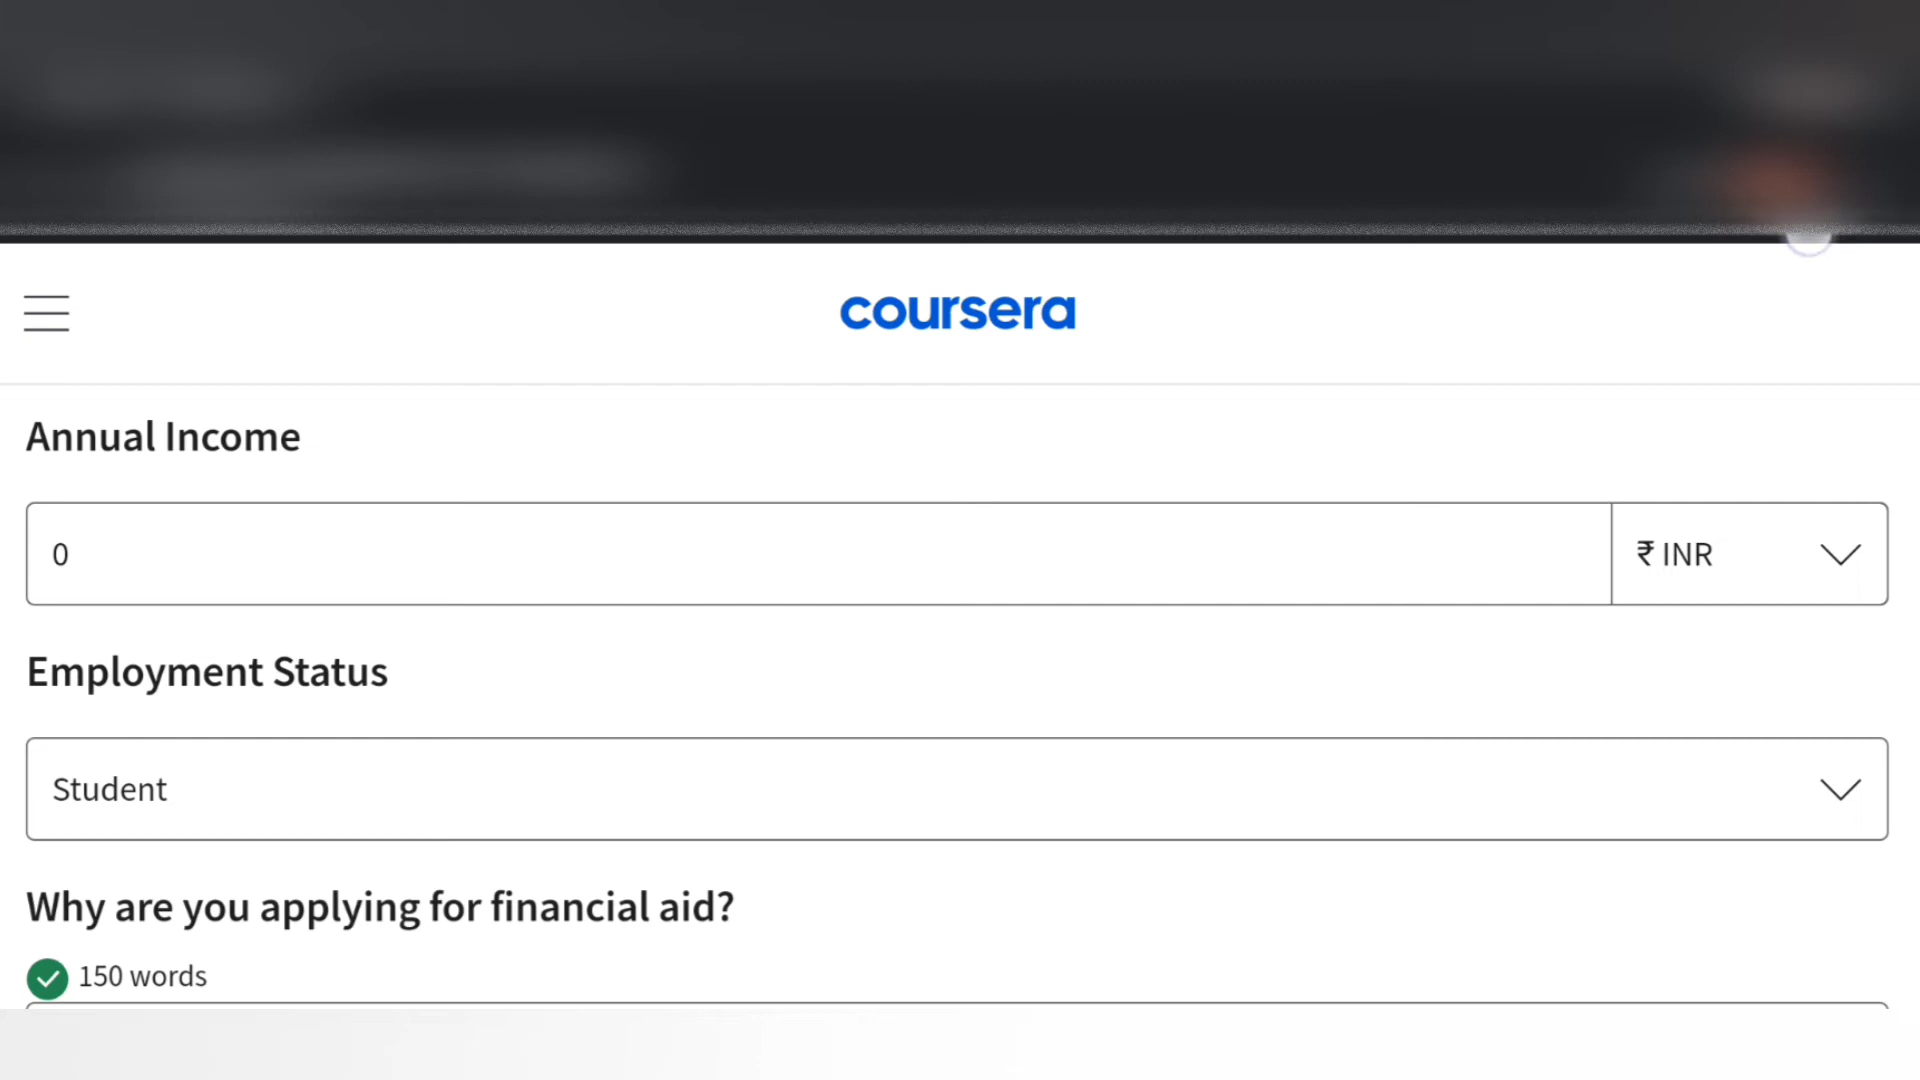 coursera
Annual Income
0
₹ INR
Employment Status
Student
Why are you applying for financial aid?
150 words